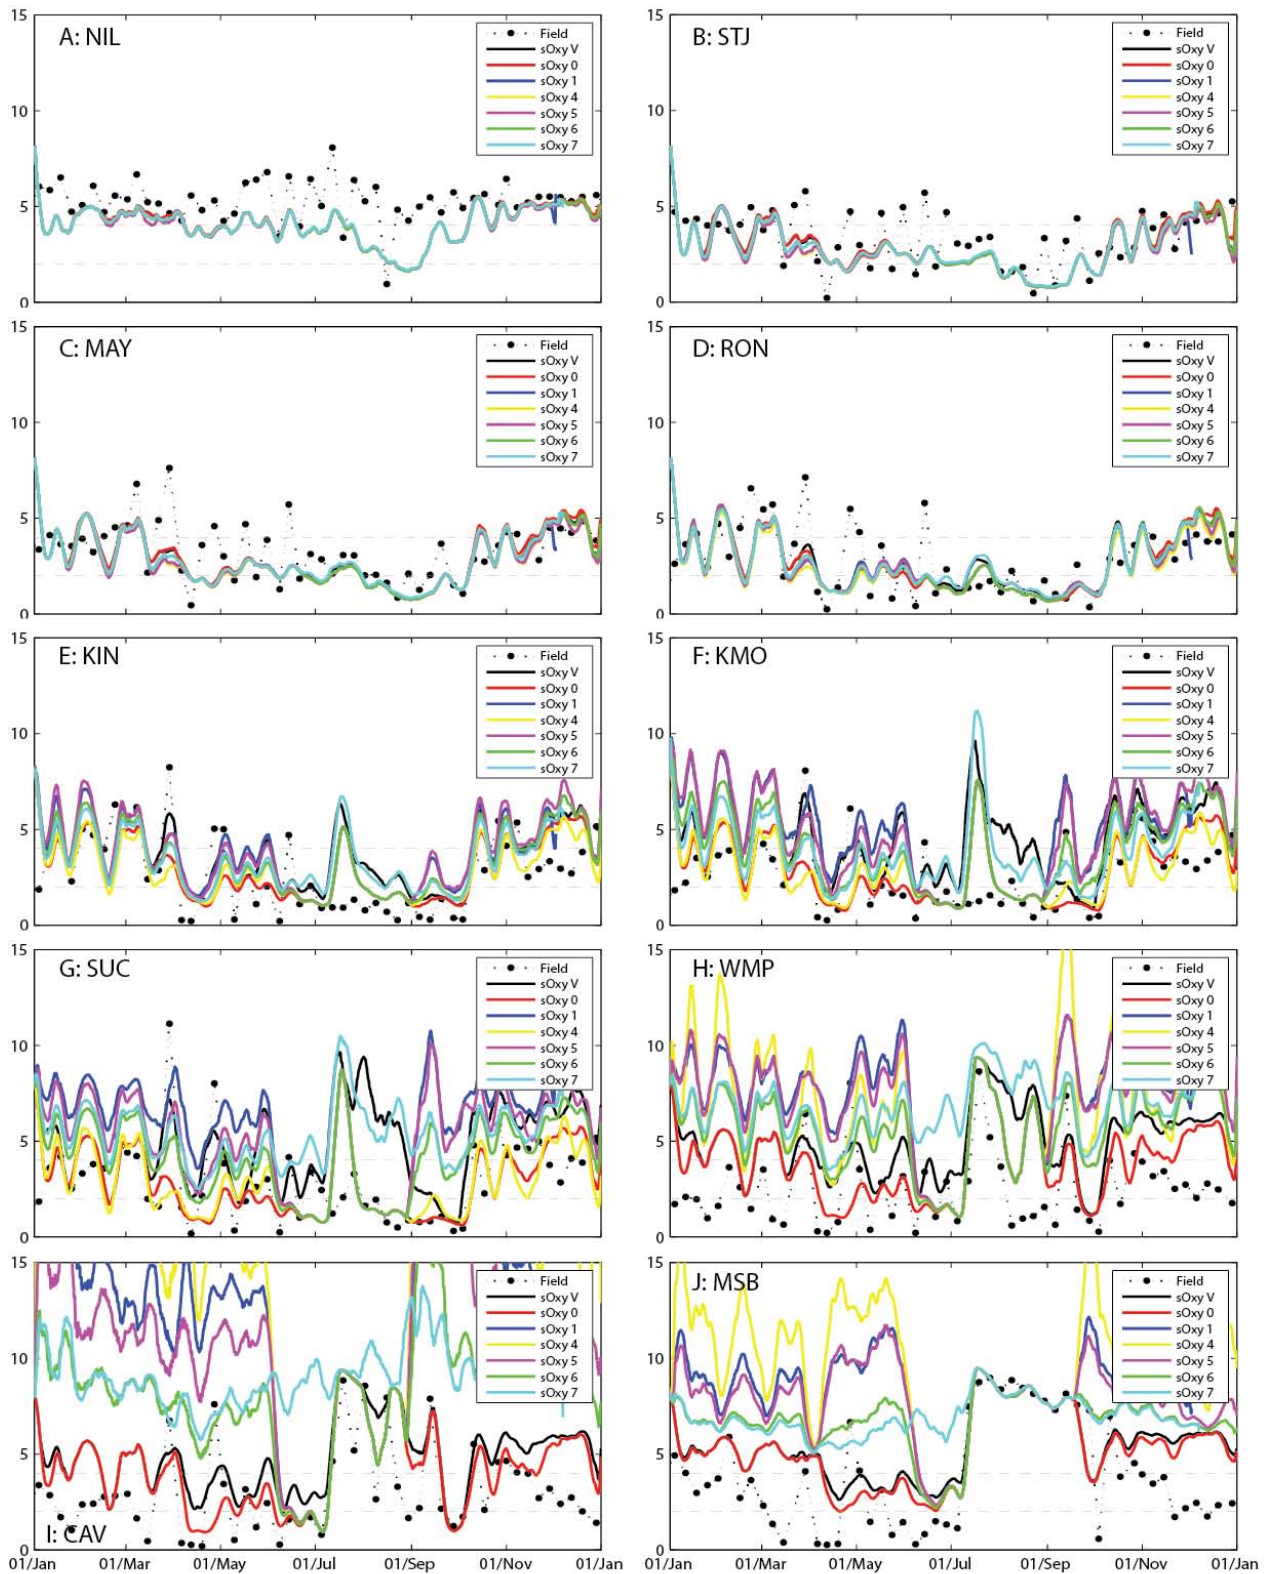 15
10
5
0
A: NIL
Field
sOxy V
sOxy 0
sOxy 1
sOxy 4
sOxy 5
sOxy 6
sOxy 7
15
10
5
0
B: STJ
Field
sOxy V
sOxy 0
sOxy 1
sOxy 4
sOxy 5
sOxy 6
sOxy 7
15
10
5
0
C: MAY
Field
sOxy V
sOxy 0
sOxy 1
sOxy 4
sOxy 5
sOxy 6
sOxy 7
15
10
5
0
D: RON
Field
sOxy V
sOxy 0
sOxy 1
sOxy 4
sOxy 5
sOxy 6
sOxy 7
15
10
5
0
E: KIN
Field
sOxy V
sOxy 0
sOxy 1
sOxy 4
sOxy 5
sOxy 6
sOxy 7
15
10
5
0
F: KMO
Field
sOxy V
sOxy 0
sOxy 1
sOxy 4
sOxy 5
sOxy 6
sOxy 7
15
10
5
0
G: SUC
Field
sOxy V
sOxy 0
sOxy 1
sOxy 4
sOxy 5
sOxy 6
sOxy 7
15
10
5
0
H: WMP
Field
sOxy V
sOxy 0
sOxy 1
sOxy 4
sOxy 5
sOxy 6
sOxy 7
15
10
5
0
I: CAV
Field
sOxy V
sOxy 0
sOxy 1
sOxy 4
sOxy 5
sOxy 6
sOxy 7
01/Jan 01/Mar 01/May 01/Jul 01/Sep 01/Nov 01/Jan
15
10
5
0
J: MSB
Field
sOxy V
sOxy 0
sOxy 1
sOxy 4
sOxy 5
sOxy 6
sOxy 7
01/Jan 01/Mar 01/May 01/Jul 01/Sep 01/Nov 01/Jan